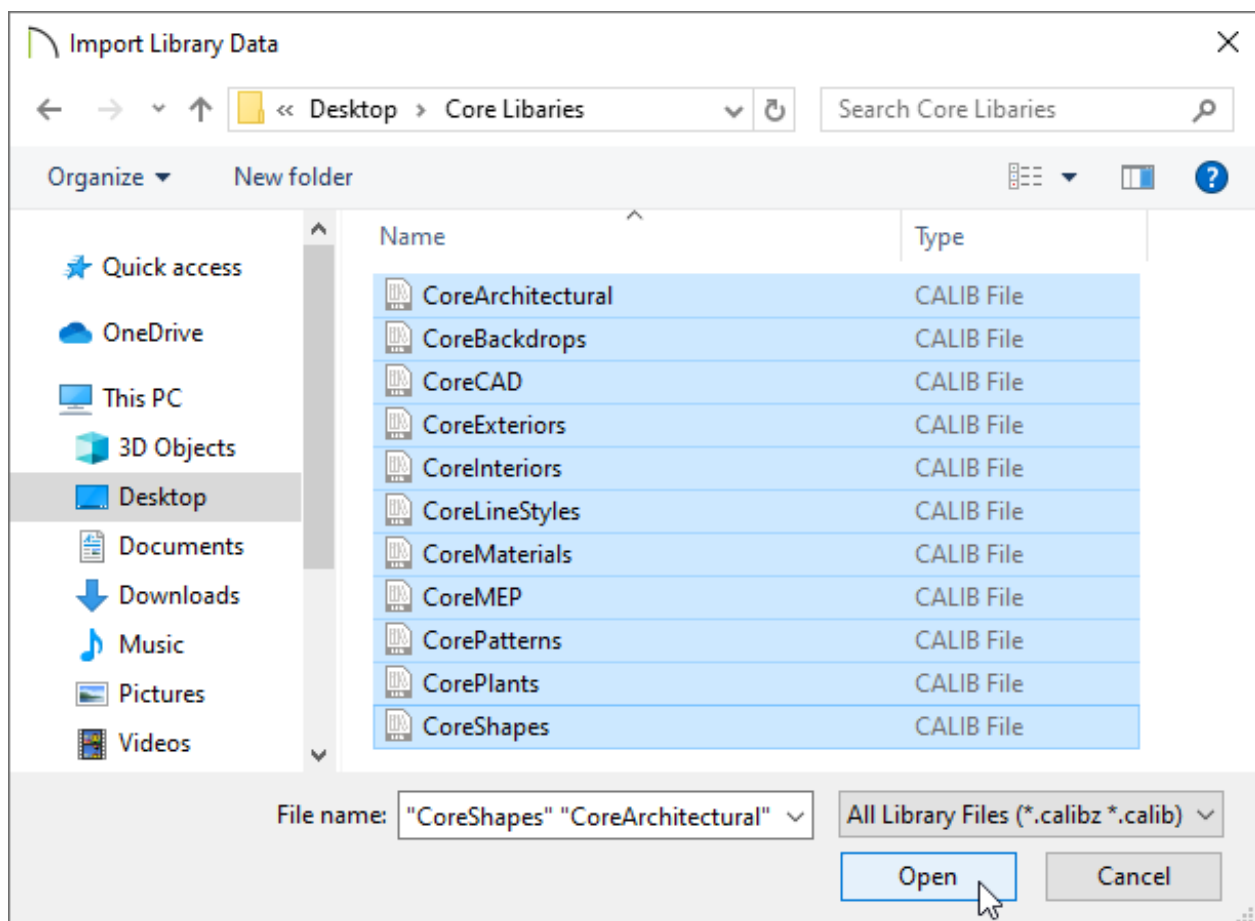 Import Library Data
« Desktop › Core Libaries
Search Core Libaries
Organize
New folder
?
Name
Type
Quick access
OneDrive
This PC
3D Objects
Desktop
Documents
Downloads
Music
Pictures
Videos
CoreArchitectural CALIB File
CoreBackdrops CALIB File
CoreCAD CALIB File
CoreExteriors CALIB File
CoreInteriors CALIB File
CoreLineStyles CALIB File
CoreMaterials CALIB File
CoreMEP CALIB File
CorePatterns CALIB File
CorePlants CALIB File
CoreShapes CALIB File
File name: "CoreShapes" "CoreArchitectural"
All Library Files (*.calibz *.calib)
Open
Cancel